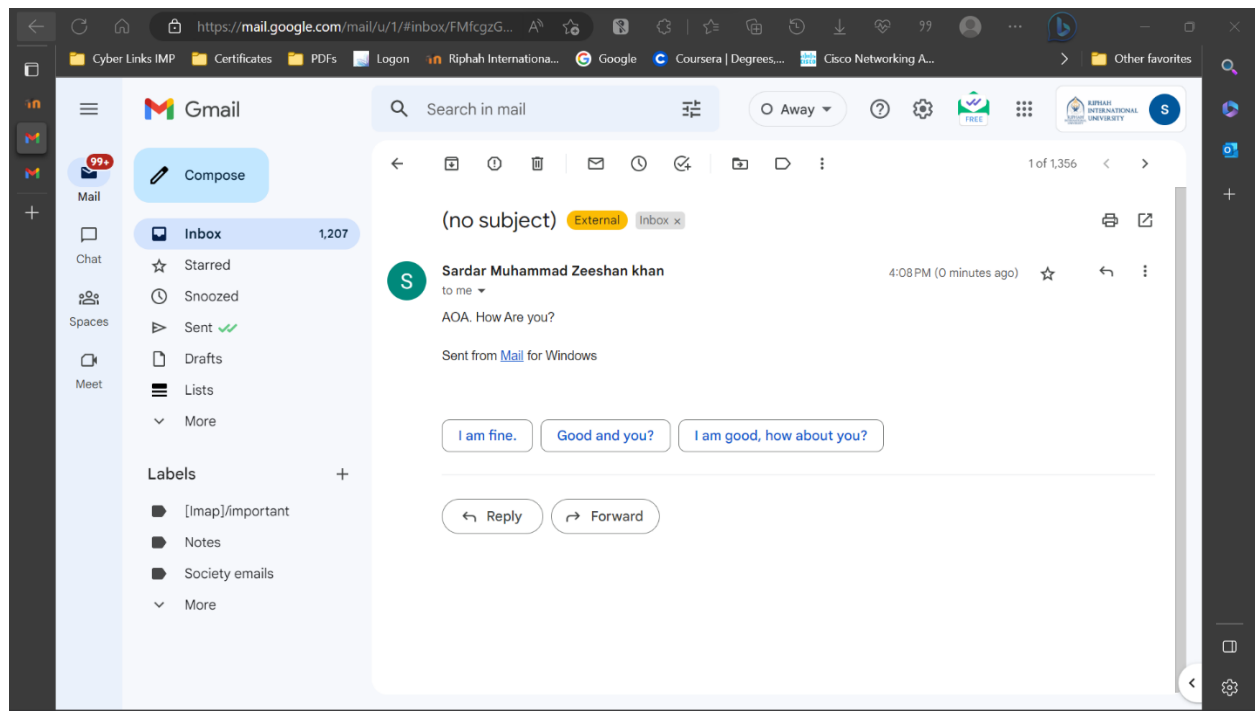 https://mail.google.com/mail/u/1/#inbox/FMfcgzG...
Cyber Links IMP Certificates PDFs Logon Riphah Internationa... Google Coursera | Degrees,... Cisco Networking A... Other favorites
Gmail
Search in mail
Away
FREE
RIPHAH
INTERNATIONAL
UNIVERSITY
S
99+
Mail
Chat
Spaces
Meet
Compose
Inbox 1,207
Starred
Snoozed
Sent
Drafts
Lists
More
Labels
[Imap]/important
Notes
Society emails
More
1 of 1,356
(no subject) External Inbox x
S
Sardar Muhammad Zeeshan khan 4:08 PM (0 minutes ago)
to me
AOA. How Are you?
Sent from Mail for Windows
I am fine. Good and you? I am good, how about you?
Reply Forward